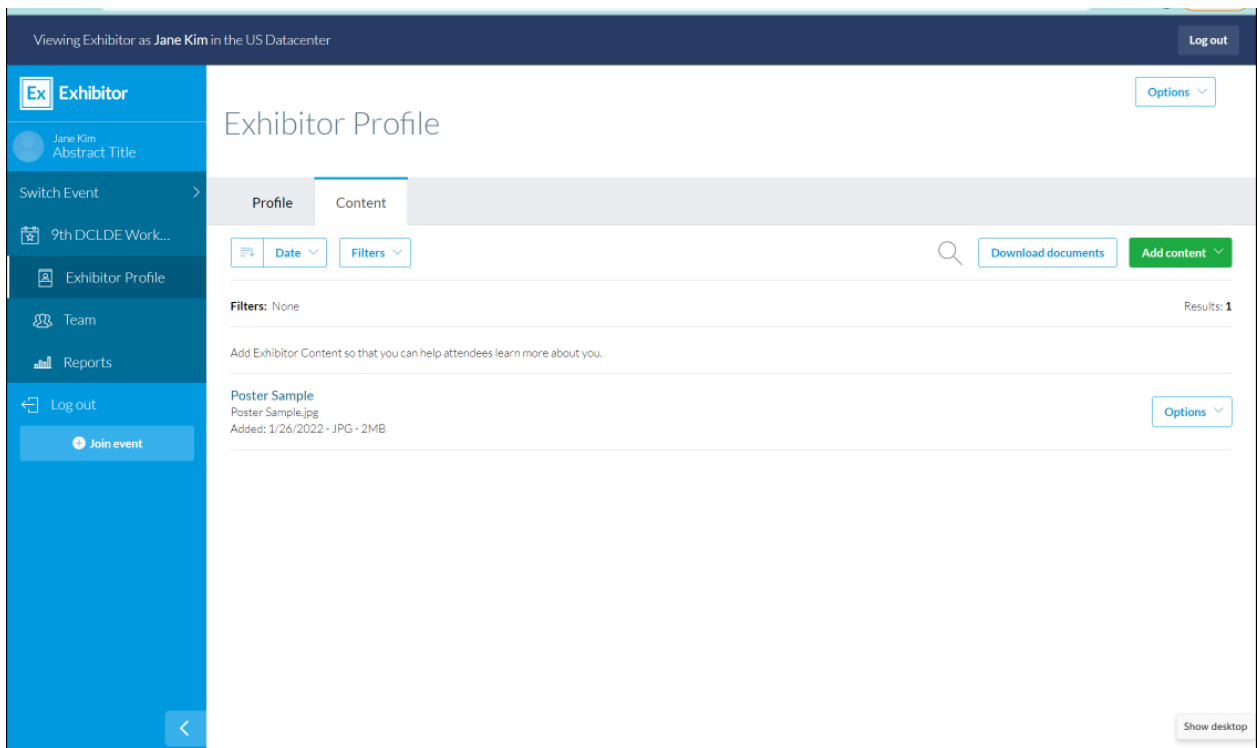 Viewing Exhibitor as Jane Kim in the US Datacenter
Log out
Ex Exhibitor
Options
Exhibitor Profile
Jane Kim
Abstract Title
Switch Event
Profile
Content
9th DCLDE Work...
Date
Filters
Download documents
Add content
Exhibitor Profile
Filters: None
Results: 1
Team
Add Exhibitor Content so that you can help attendees learn more about you.
Reports
Poster Sample
Poster Sample.jpg
Added: 1/26/2022 - JPG - 2MB
Options
Log out
Join event
Show desktop